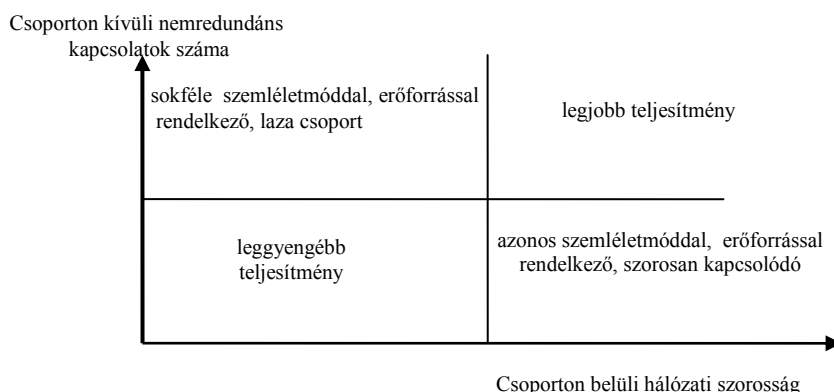 Csoporton kívüli nemredundáns
kapcsolatok száma
sokféle szemléletmóddal, erőforrással
rendelkező, laza csoport
legjobb teljesítmény
leggyengébb
teljesítmény
azonos szemléletmóddal, erőforrással
rendelkező, szorosan kapcsolódó
Csoporton belüli hálózati szorosság